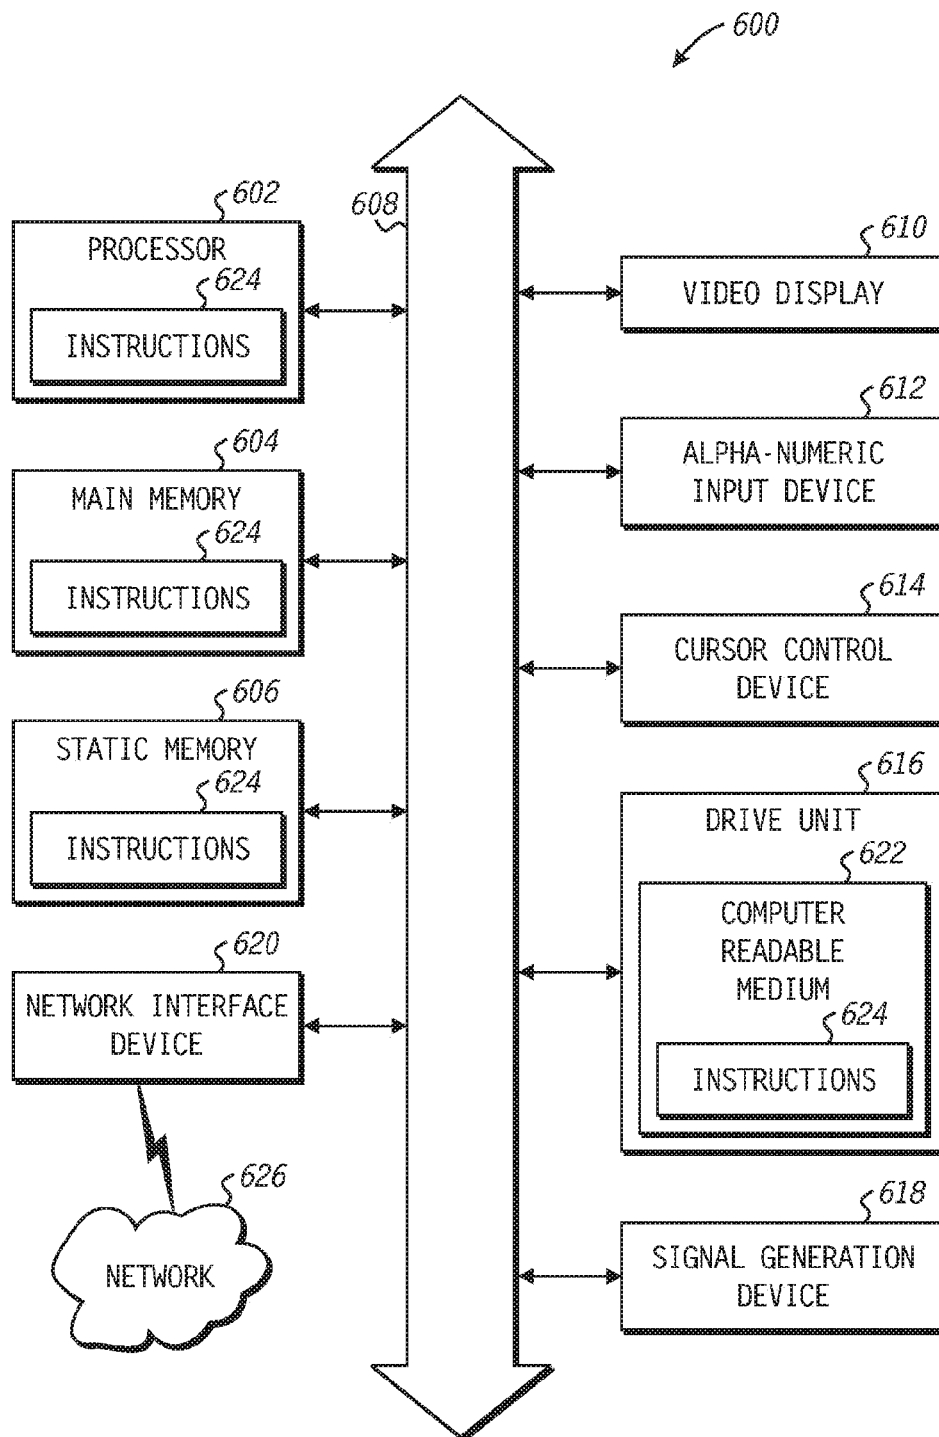 600
602
PROCESSOR
624
INSTRUCTIONS
604
MAIN MEMORY
624
INSTRUCTIONS
606
STATIC MEMORY
624
INSTRUCTIONS
620
NETWORK INTERFACE
DEVICE
626
NETWORK
608
610
VIDEO DISPLAY
612
ALPHA-NUMERIC
INPUT DEVICE
614
CURSOR CONTROL
DEVICE
616
DRIVE UNIT
622
COMPUTER
READABLE
MEDIUM
624
INSTRUCTIONS
618
SIGNAL GENERATION
DEVICE